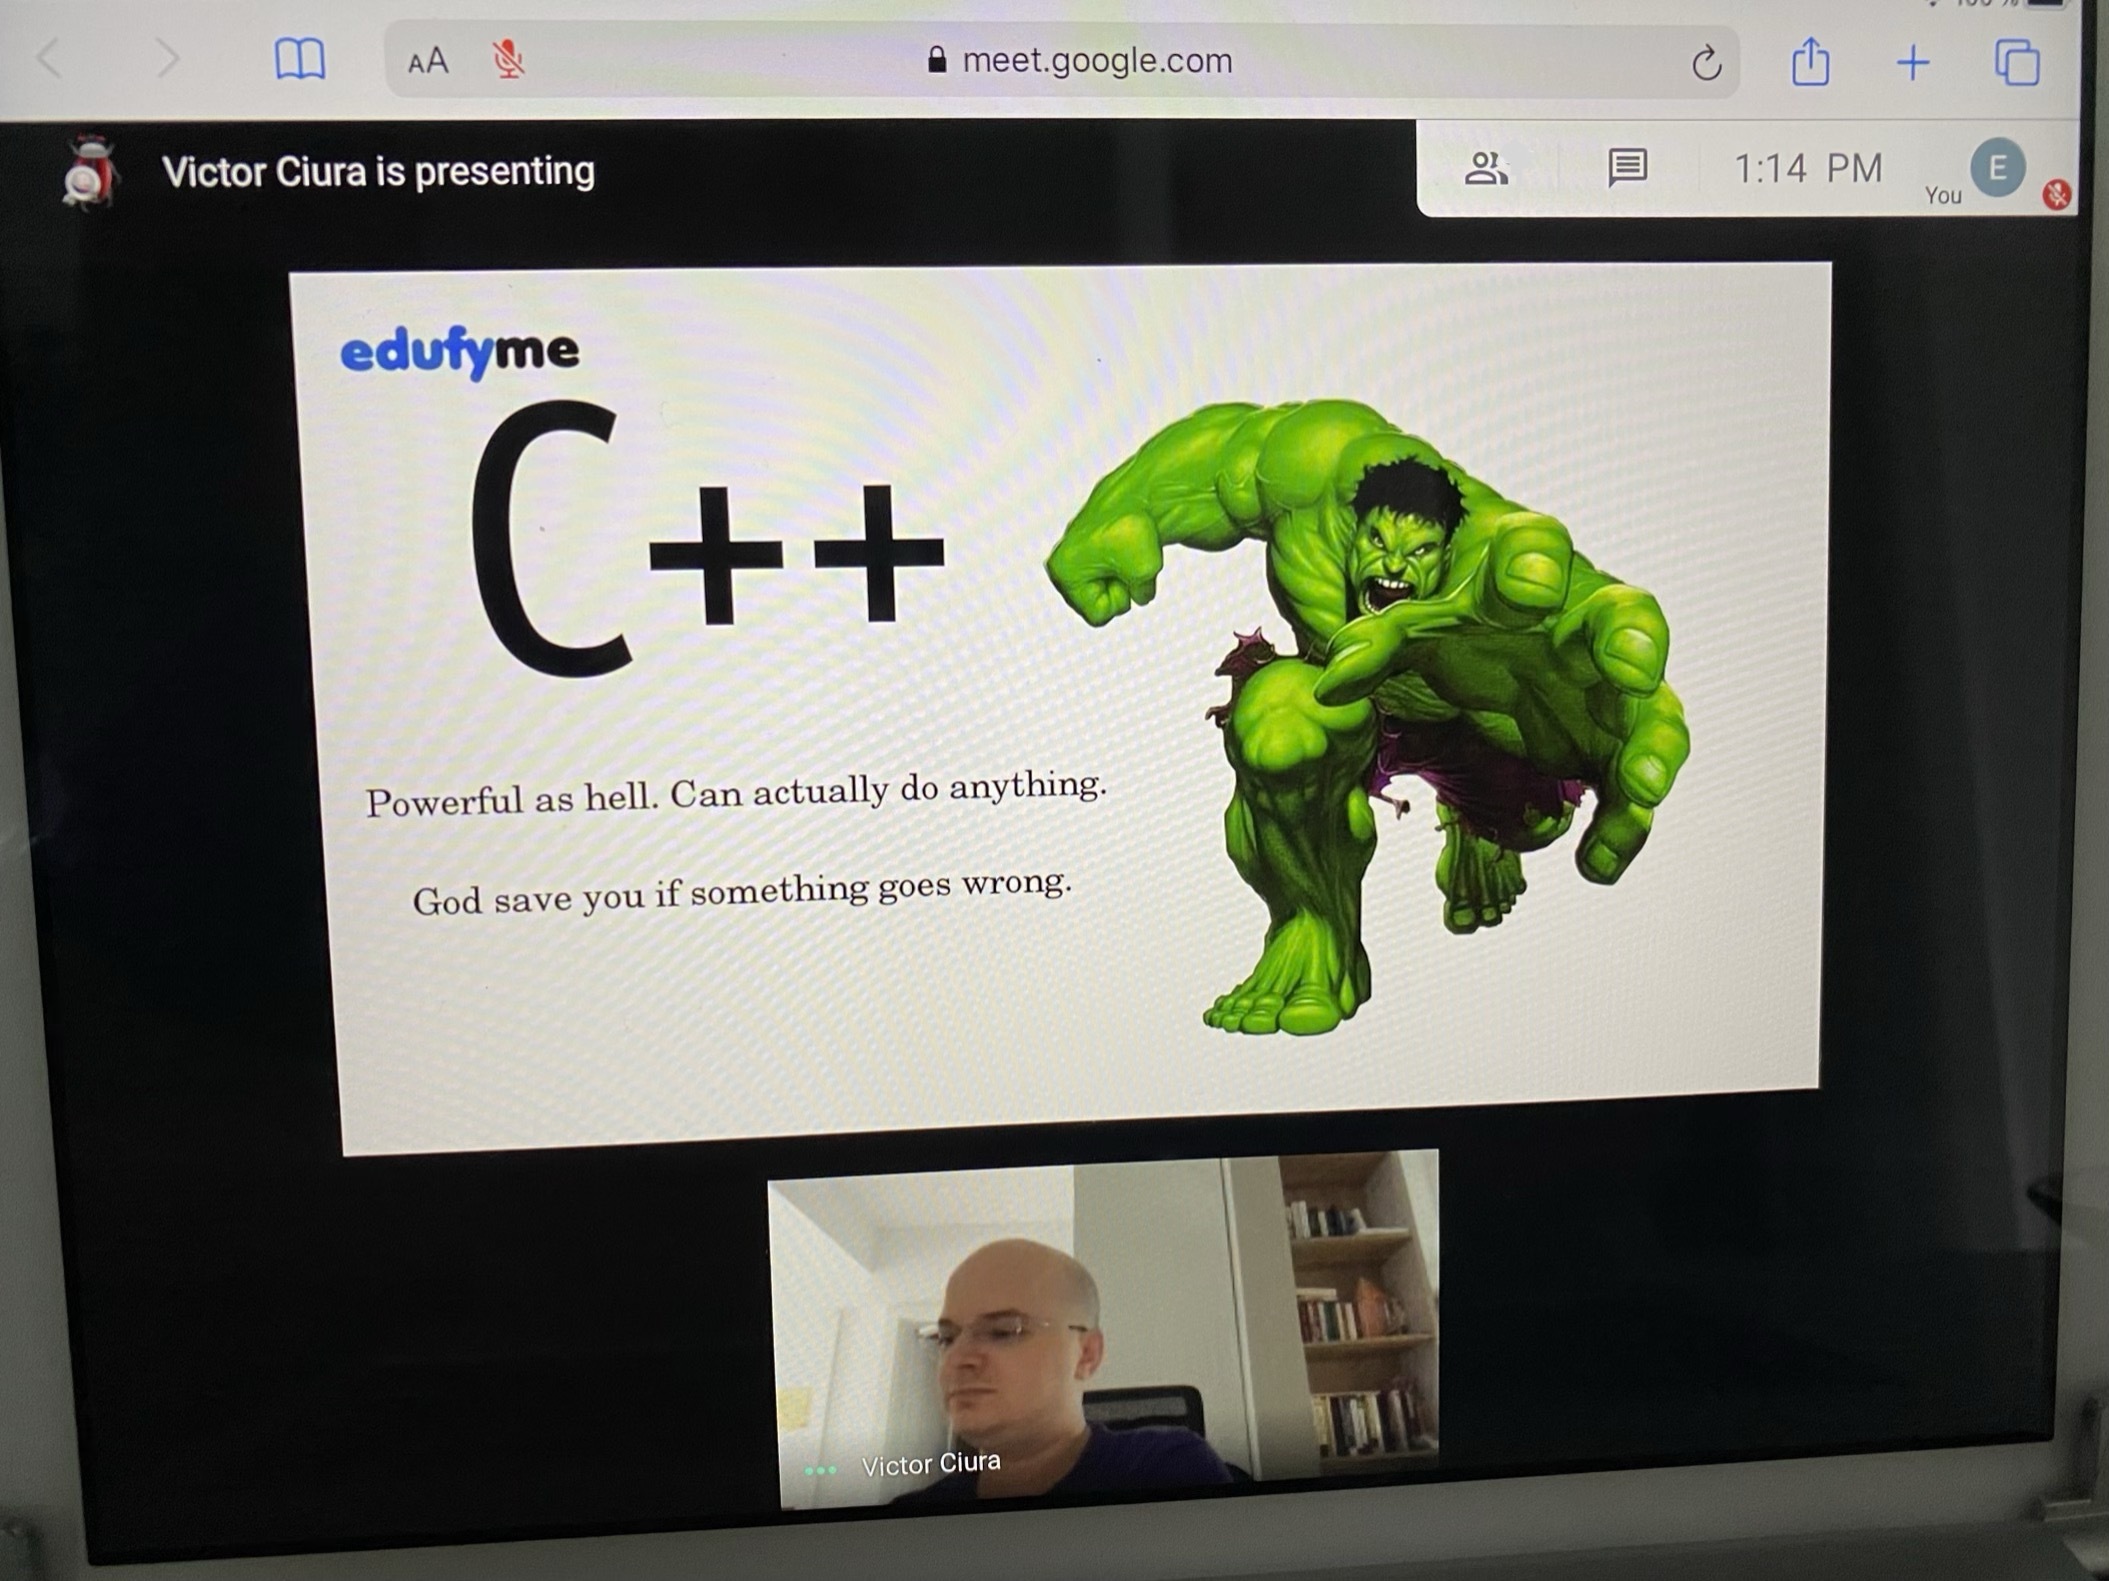 AA
meet.google.com
Victor Ciura is presenting
1:14 PM
You
E
edufyme
C++
Powerful as hell. Can actually do anything.
God save you if something goes wrong.
Victor Ciura